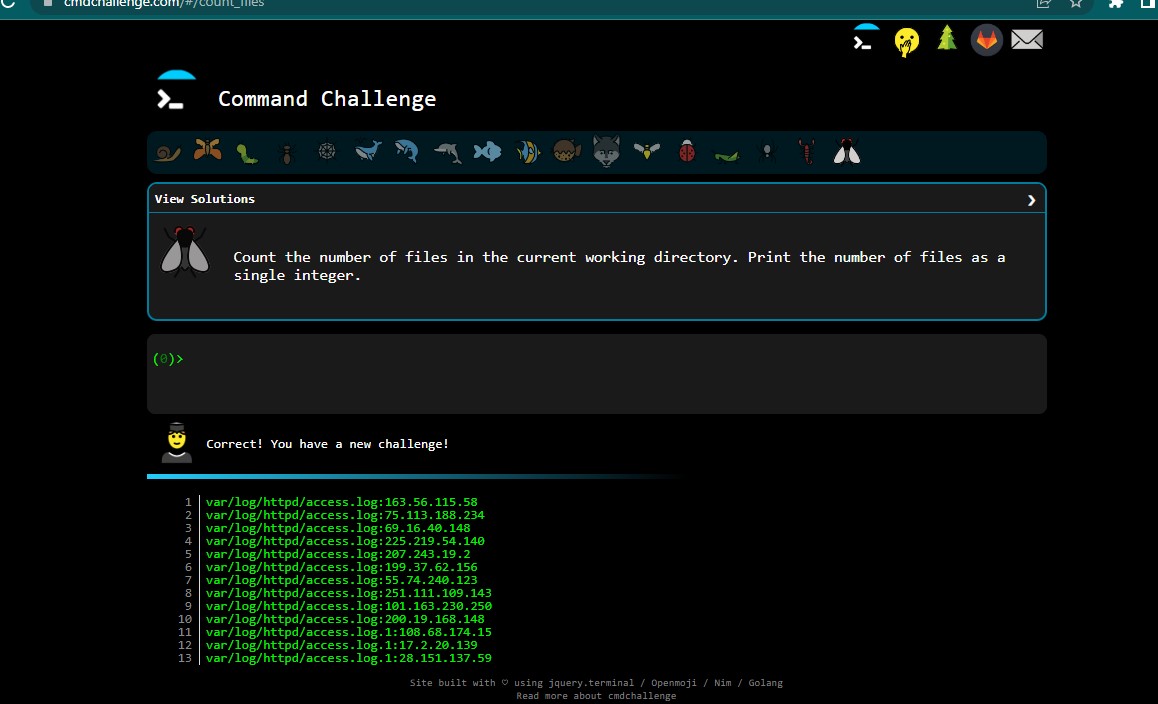 cmdchallenge.com/#/count_files
Command Challenge
View Solutions
Count the number of files in the current working directory. Print the number of files as a
single integer.
(0)>
Correct! You have a new challenge!
1 var/log/httpd/access.log:163.56.115.58
2 var/log/httpd/access.log:75.113.188.234
3 var/log/httpd/access.log:69.16.40.148
4 var/log/httpd/access.log:225.219.54.140
5 var/log/httpd/access.log:207.243.19.2
6 var/log/httpd/access.log:199.37.62.156
7 var/log/httpd/access.log:55.74.240.123
8 var/log/httpd/access.log:251.111.109.143
9 var/log/httpd/access.log:101.163.230.250
10 var/log/httpd/access.log:200.19.168.148
11 var/log/httpd/access.log.1:108.68.174.15
12 var/log/httpd/access.log.1:17.2.20.139
13 var/log/httpd/access.log.1:28.151.137.59
Site built with ♡ using jquery.terminal / Openmoji / Nim / Golang
Read more about cmdchallenge